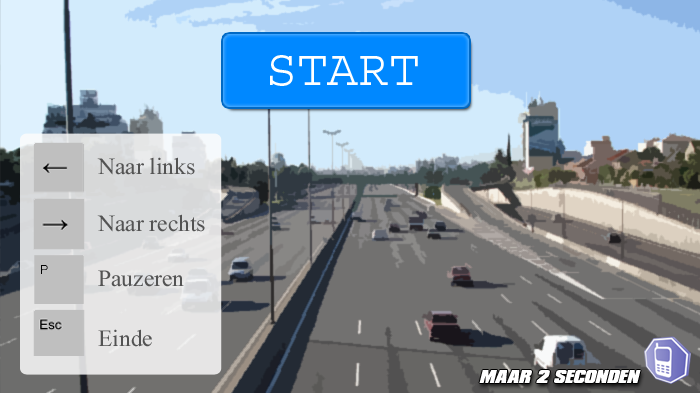 START
← Naar links
→ Naar rechts
P Pauzeren
Esc Einde
MAAR 2 SECONDEN